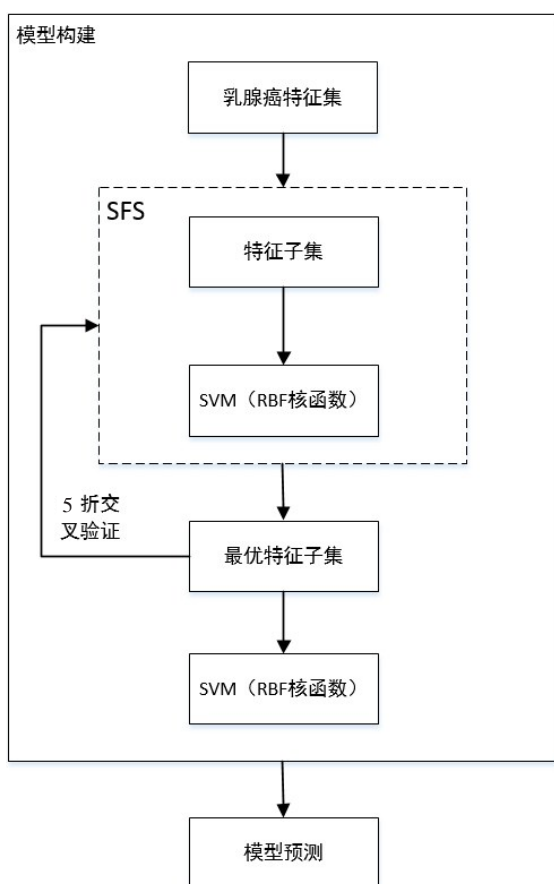 模型构建
乳腺癌特征集
SFS
特征子集
SVM（RBF核函数）
5 折交
叉验证
最优特征子集
SVM（RBF核函数）
模型预测